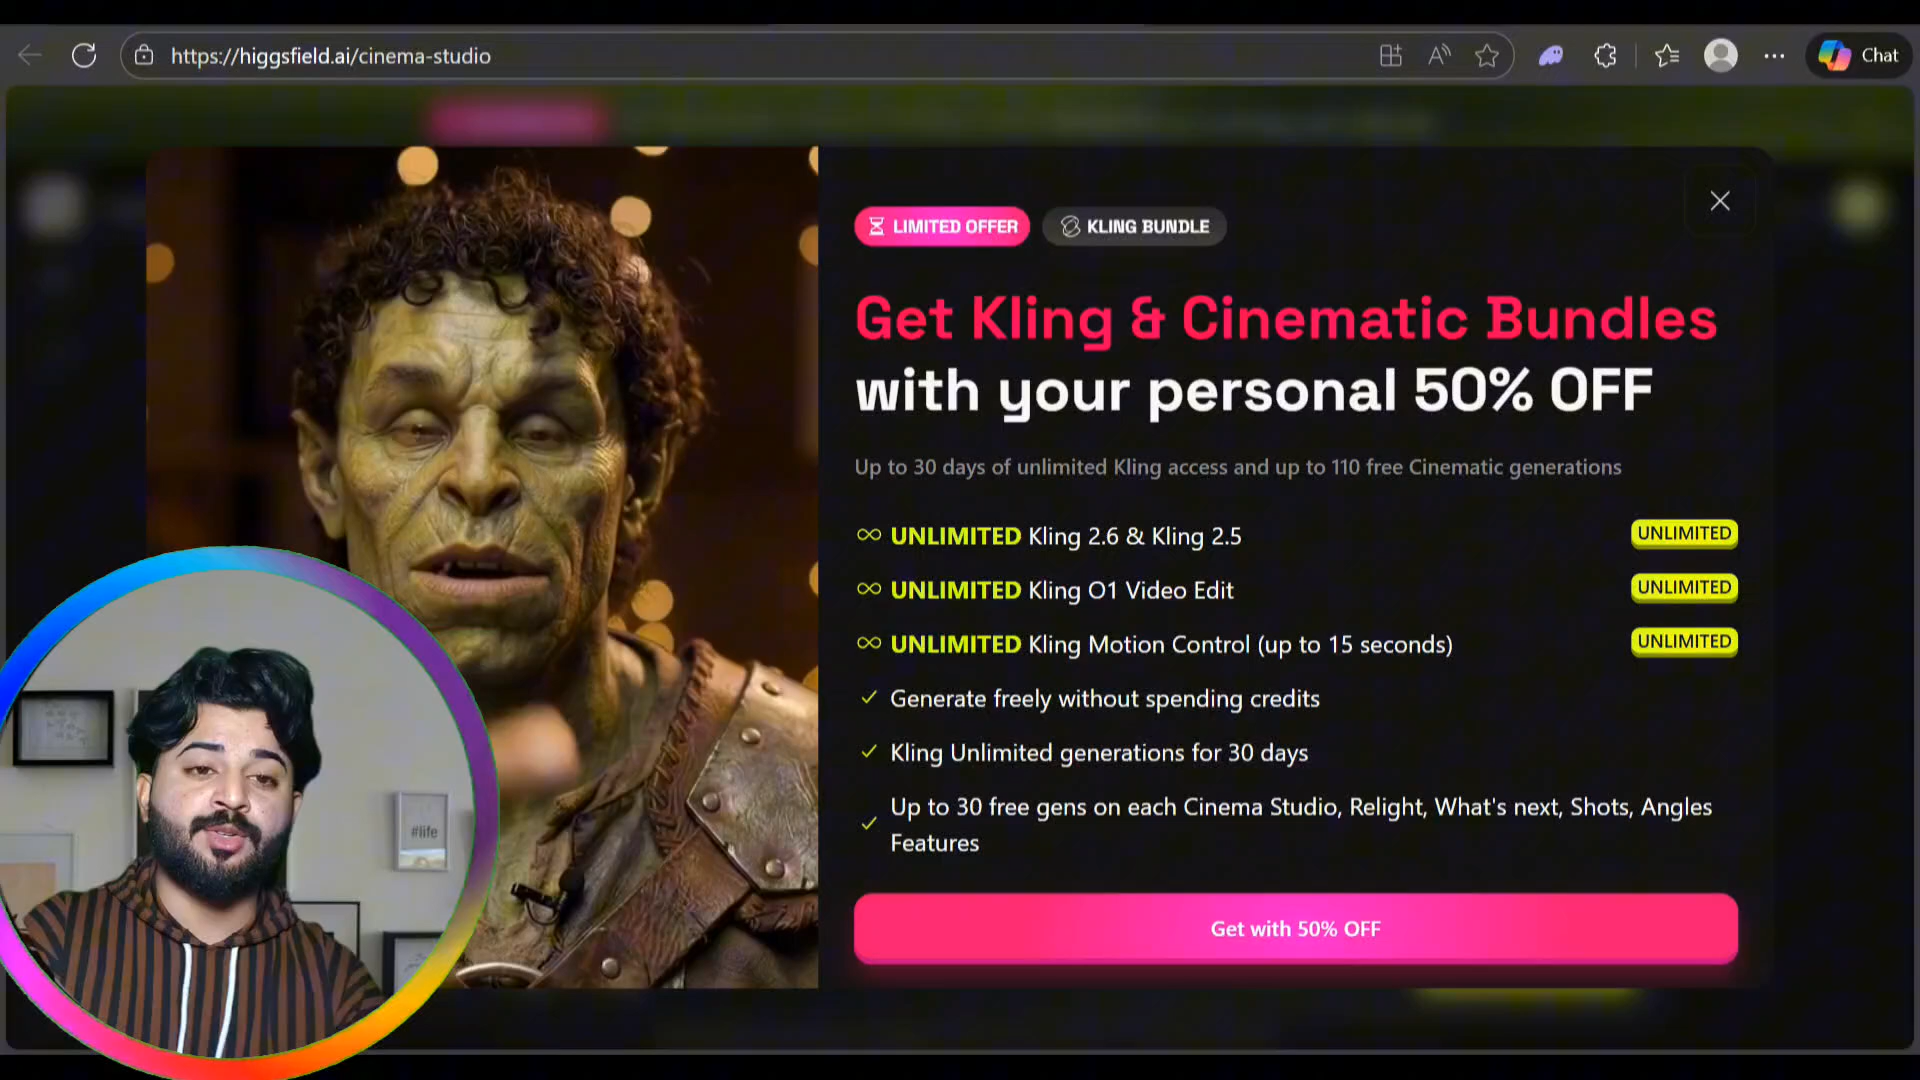 https://higgsfield.ai/cinema-studio
Chat
LIMITED OFFER
KLING BUNDLE
Get Kling & Cinematic Bundles
with your personal 50% OFF
Up to 30 days of unlimited Kling access and up to 110 free Cinematic generations
UNLIMITED Kling 2.6 & Kling 2.5
UNLIMITED
UNLIMITED Kling O1 Video Edit
UNLIMITED
UNLIMITED Kling Motion Control (up to 15 seconds)
UNLIMITED
Generate freely without spending credits
Kling Unlimited generations for 30 days
Up to 30 free gens on each Cinema Studio, Relight, What's next, Shots, Angles
Features
Get with 50% OFF
#life